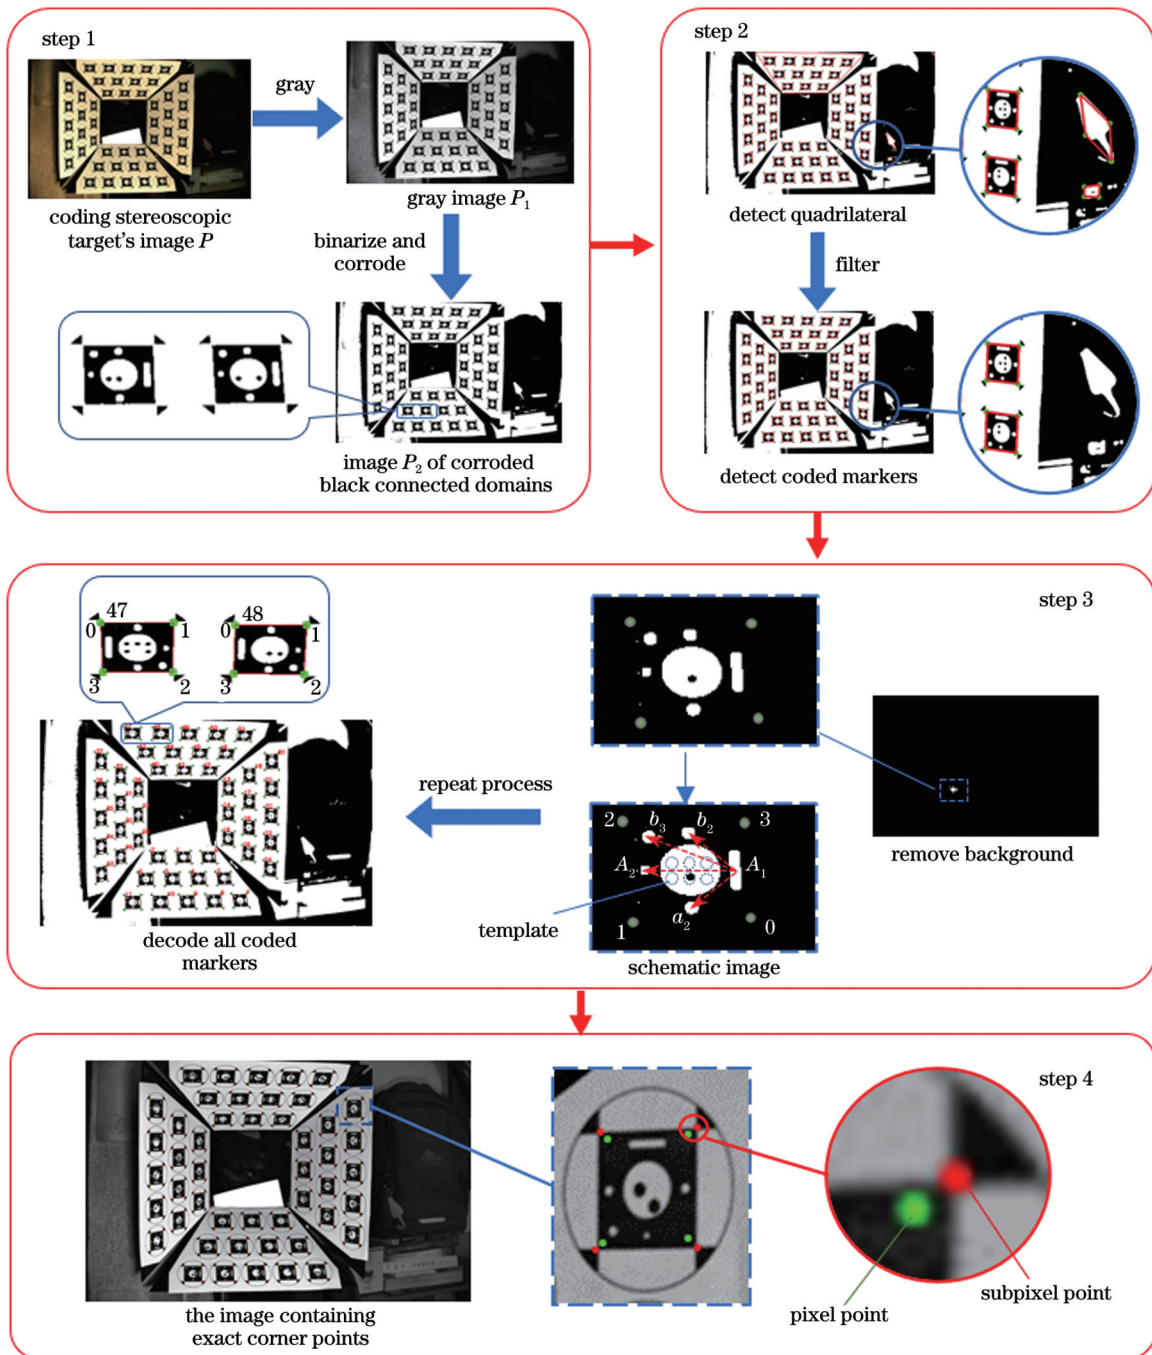 step 1
gray
coding stereoscopic
target's image P
gray image P₁
binarize and
corrode
image P₂ of corroded
black connected domains
step 2
detect quadrilateral
filter
detect coded markers
step 3
47
48
0
1
0
1
3
2
3
2
decode all coded
markers
repeat process
2
b₃
b₂
3
A₂
A₁
a₂
1
0
template
schematic image
remove background
step 4
the image containing
exact corner points
pixel point
subpixel point